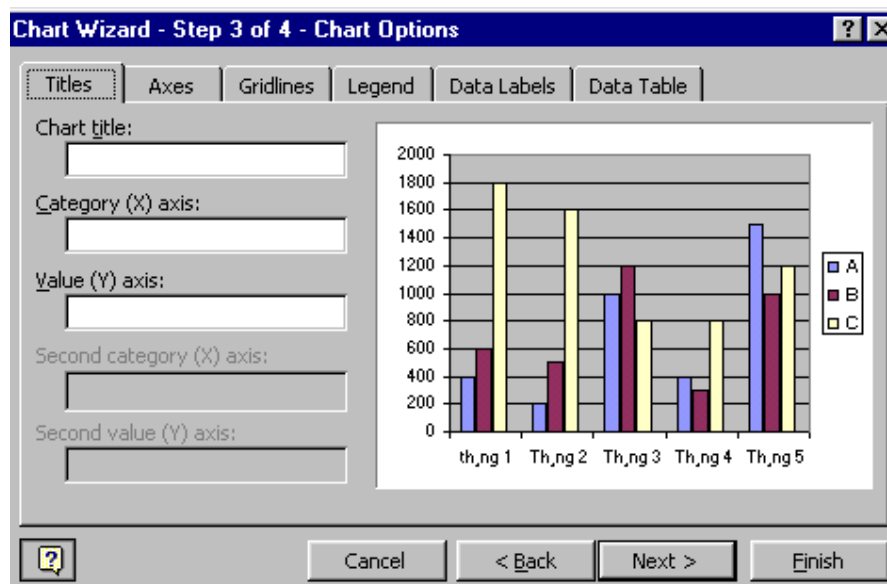 Chart Wizard - Step 3 of 4 - Chart Options
Titles Axes Gridlines Legend Data Labels Data Table
Chart title:
Category (X) axis:
Value (Y) axis:
Second category (X) axis:
Second value (Y) axis:
2000
1800
1600
1400
1200
1000
800
600
400
200
0
th¸ng 1 Th¸ng 2 Th¸ng 3 Th¸ng 4 Th¸ng 5
A
B
C
Cancel < Back Next > Finish